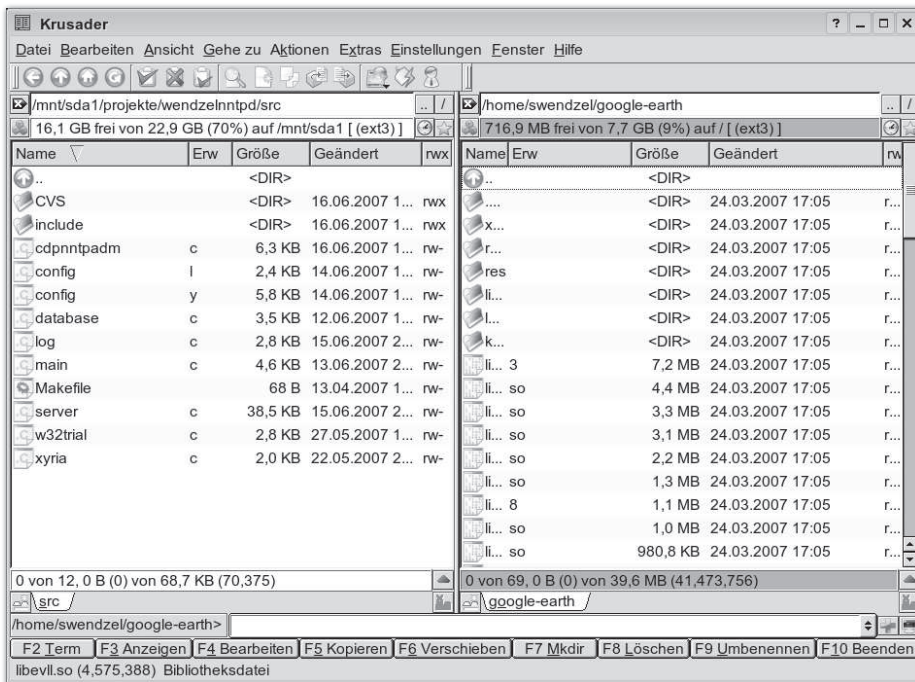 Krusader
Datei Bearbeiten Ansicht Gehe zu Aktionen Extras Einstellungen Fenster Hilfe
/mnt/sda1/projekte/wendzelnntpd/src .. /
16,1 GB frei von 22,9 GB (70%) auf /mnt/sda1 [ (ext3) ]
Name Erw Größe Geändert rwx
.. <DIR>
CVS <DIR> 16.06.2007 1... rwx
include <DIR> 16.06.2007 1... rwx
cdpnntpadm c 6,3 KB 16.06.2007 1... rw-
config l 2,4 KB 14.06.2007 1... rw-
config y 5,8 KB 14.06.2007 1... rw-
database c 3,5 KB 12.06.2007 1... rw-
log c 2,8 KB 15.06.2007 2... rw-
main c 4,6 KB 13.06.2007 2... rw-
Makefile 68 B 13.04.2007 1... rw-
server c 38,5 KB 15.06.2007 2... rw-
w32trial c 2,8 KB 27.05.2007 1... rw-
xyria c 2,0 KB 22.05.2007 2... rw-
0 von 12, 0 B (0) von 68,7 KB (70,375)
src
/home/swendzel/google-earth .. /
716,9 MB frei von 7,7 GB (9%) auf / [ (ext3) ]
Name Erw Größe Geändert rw
.. <DIR>
.... <DIR> 24.03.2007 17:05 r...
x... <DIR> 24.03.2007 17:05 r...
r... <DIR> 24.03.2007 17:05 r...
res <DIR> 24.03.2007 17:05 r...
li... <DIR> 24.03.2007 17:05 r...
l... <DIR> 24.03.2007 17:05 r...
k... <DIR> 24.03.2007 17:05 r...
li... 3 7,2 MB 24.03.2007 17:05 r...
li... so 4,4 MB 24.03.2007 17:05 r...
li... so 3,3 MB 24.03.2007 17:05 r...
li... so 3,1 MB 24.03.2007 17:05 r...
li... so 2,2 MB 24.03.2007 17:05 r...
li... so 1,3 MB 24.03.2007 17:05 r...
li... 8 1,1 MB 24.03.2007 17:05 r...
li... so 1,0 MB 24.03.2007 17:05 r...
li... so 980,8 KB 24.03.2007 17:05 r...
0 von 69, 0 B (0) von 39,6 MB (41,473,756)
google-earth
/home/swendzel/google-earth>
F2 Term F3 Anzeigen F4 Bearbeiten F5 Kopieren F6 Verschieben F7 Mkdir F8 Löschen F9 Umbenennen F10 Beenden
libevll.so (4,575,388) Bibliotheksdatei